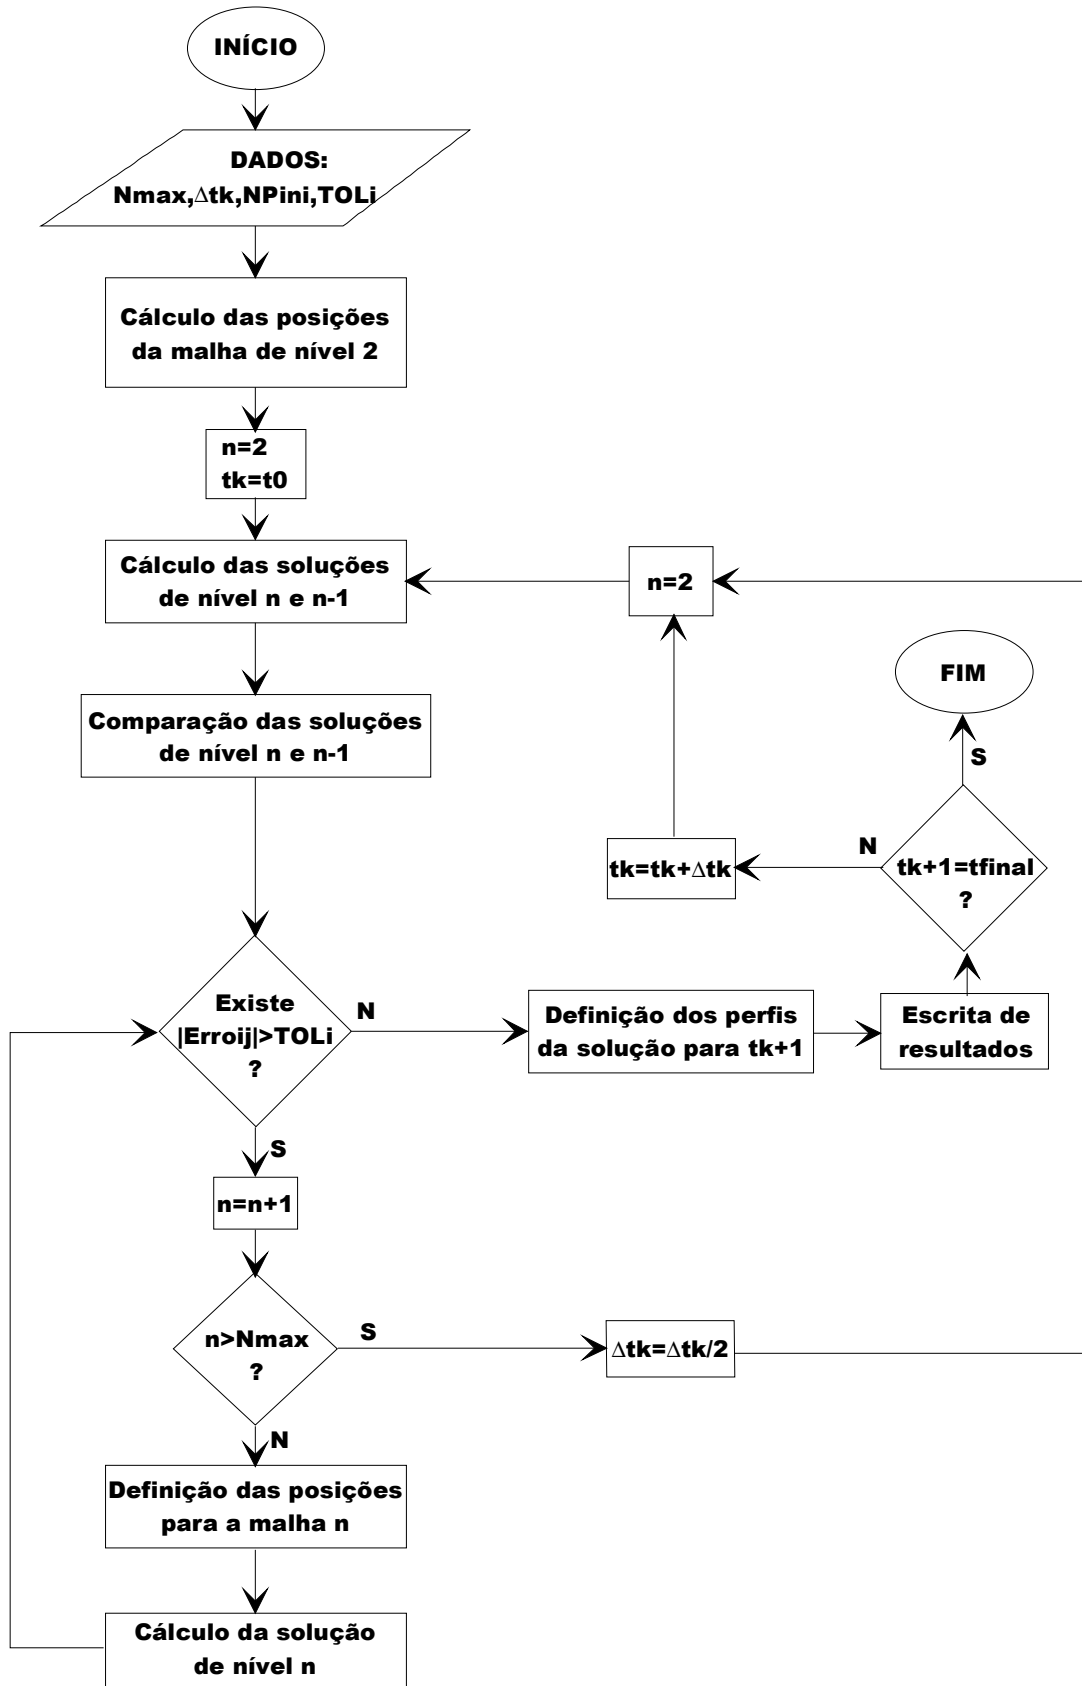 INÍCIO
DADOS:
Nmax,∆tk,NPini,TOLi
Cálculo das posições
da malha de nível 2
n=2
tk=t0
Cálculo das soluções
de nível n e n-1
n=2
Comparação das soluções
de nível n e n-1
FIM
S
N
tk=tk+∆tk
tk+1=tfinal
?
Existe
|Erroij|>TOLi
?
N
Definição dos perfis
da solução para tk+1
Escrita de
resultados
S
n=n+1
n>Nmax
?
S
∆tk=∆tk/2
N
Definição das posições
para a malha n
Cálculo da solução
de nível n